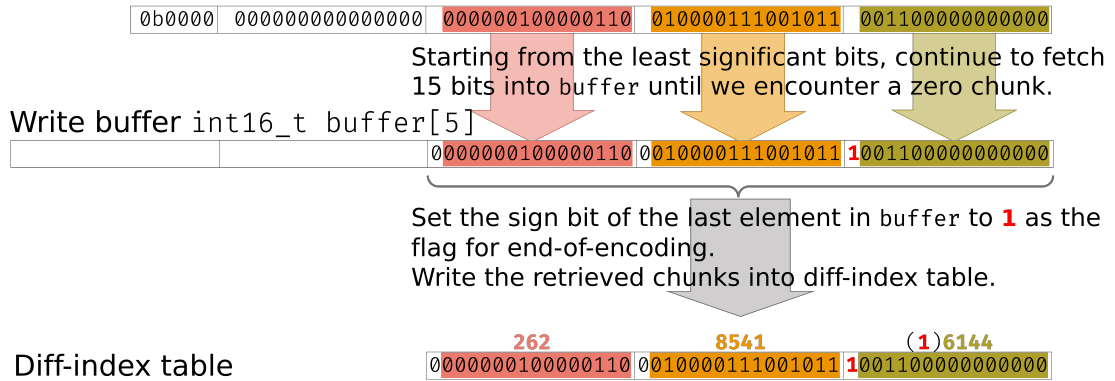 0b0000 000000000000000 000000100000110 010000111001011 001100000000000
Starting from the least significant bits, continue to fetch
15 bits into buffer until we encounter a zero chunk.
Write buffer int16_t buffer[5]
0000000100000110 0010000111001011 1001100000000000
Set the sign bit of the last element in buffer to 1 as the
flag for end-of-encoding.
Write the retrieved chunks into diff-index table.
262 8541 (1)6144
Diff-index table 0000000100000110 0010000111001011 1001100000000000